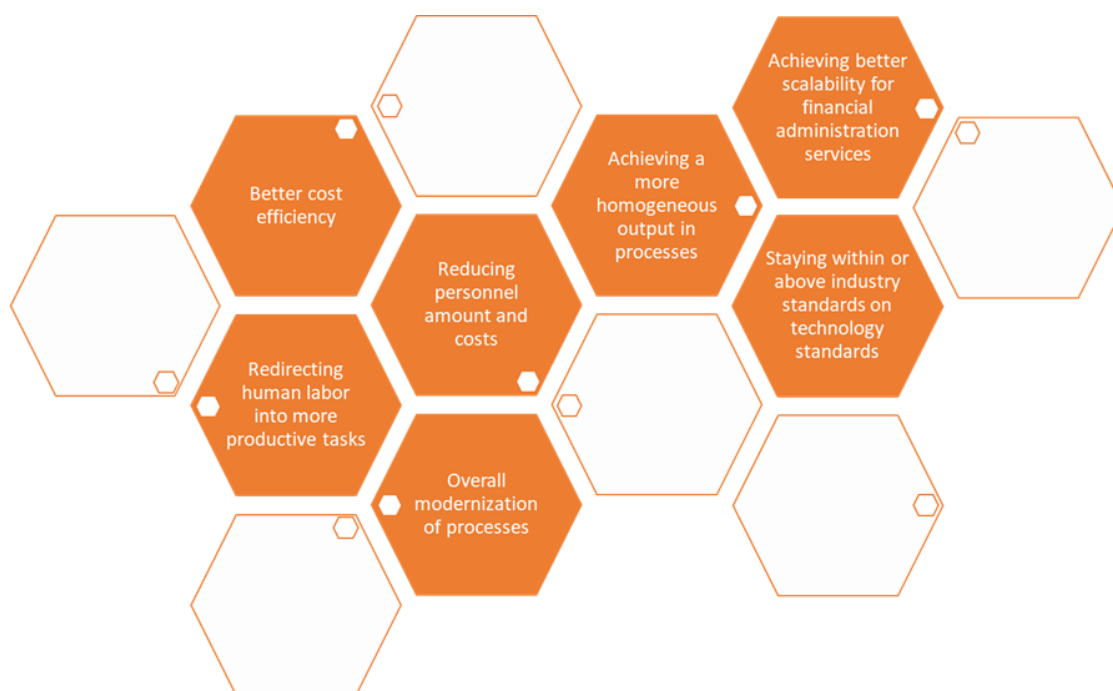 Better cost
efficiency
Redirecting
human labor
into more
productive tasks
Reducing
personnel
amount and
costs
Overall
modernization
of processes
Achieving a
more
homogeneous
output in
processes
Achieving better
scalability for
financial
administration
services
Staying within or
above industry
standards on
technology
standards